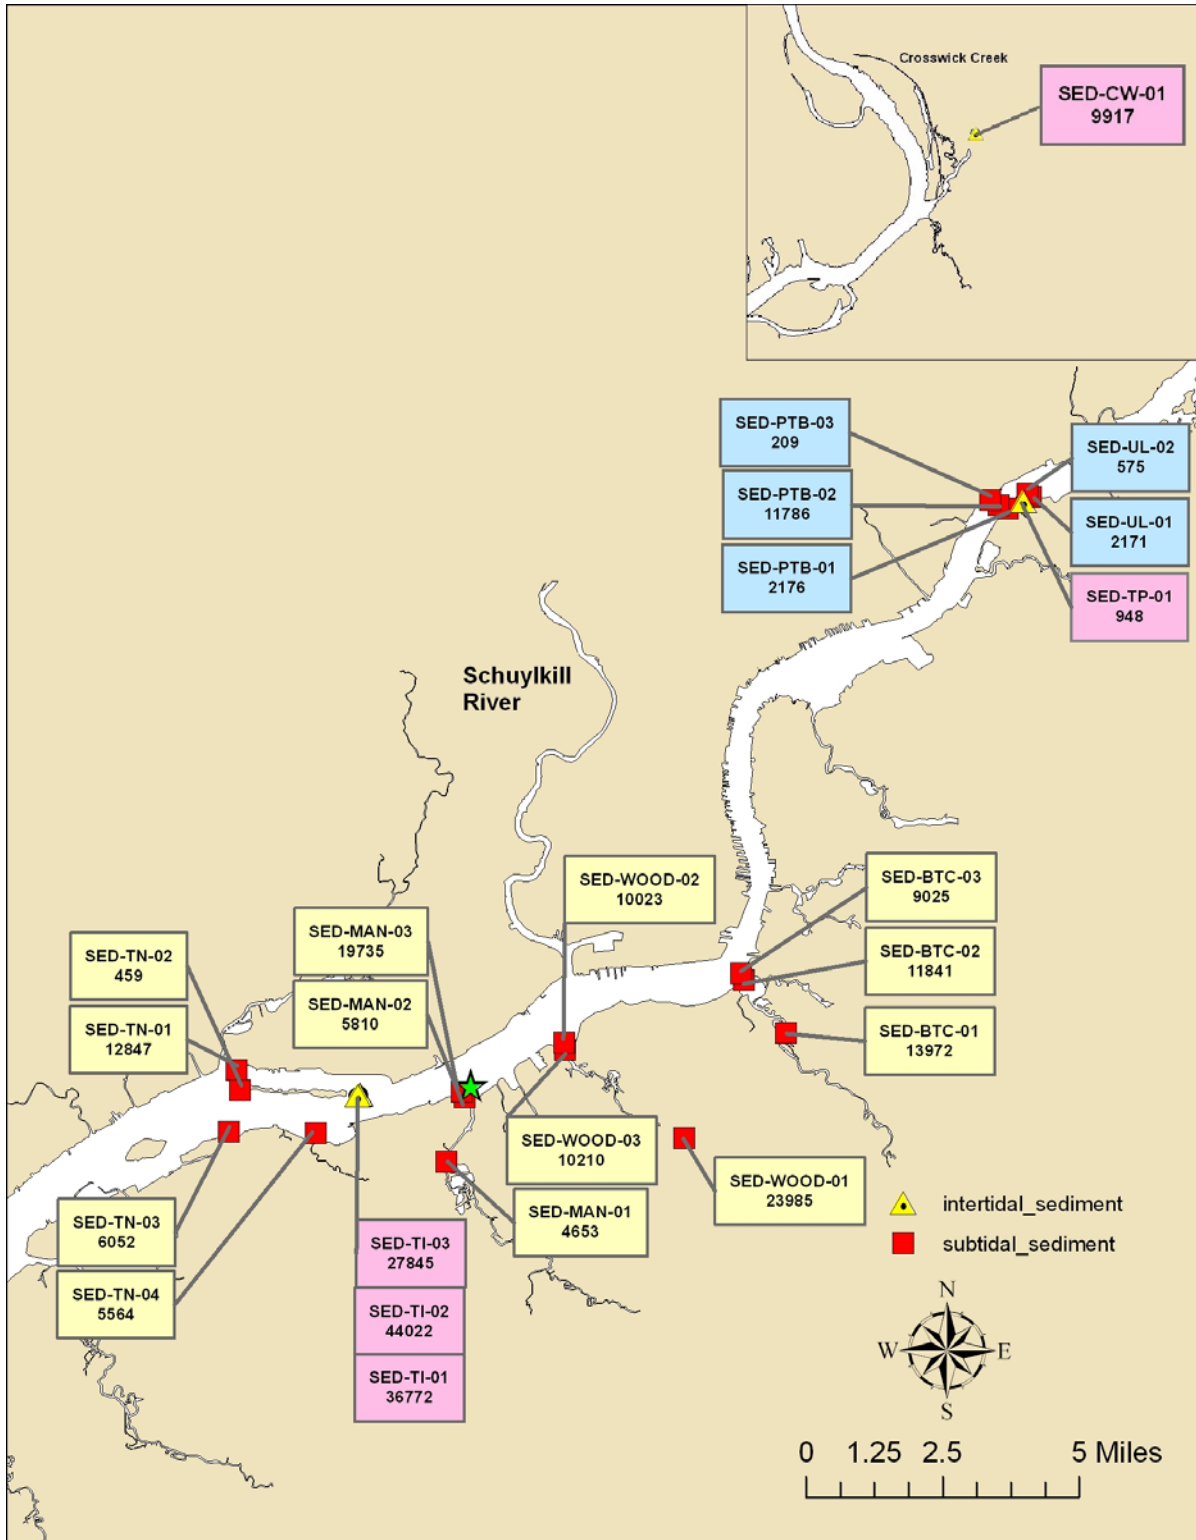 Crosswick Creek
SED-CW-01
9917
SED-PTB-03
209
SED-UL-02
575
SED-PTB-02
11786
SED-UL-01
2171
SED-PTB-01
2176
SED-TP-01
948
Schuylkill
River
SED-WOOD-02
10023
SED-BTC-03
9025
SED-MAN-03
19735
SED-TN-02
459
SED-BTC-02
11841
SED-MAN-02
5810
SED-TN-01
12847
SED-BTC-01
13972
SED-WOOD-03
10210
SED-WOOD-01
23985
SED-MAN-01
4653
SED-TN-03
6052
SED-TI-03
27845
SED-TN-04
5564
SED-TI-02
44022
SED-TI-01
36772
intertidal_sediment
subtidal_sediment
N
W
E
S
0 1.25 2.5 5 Miles